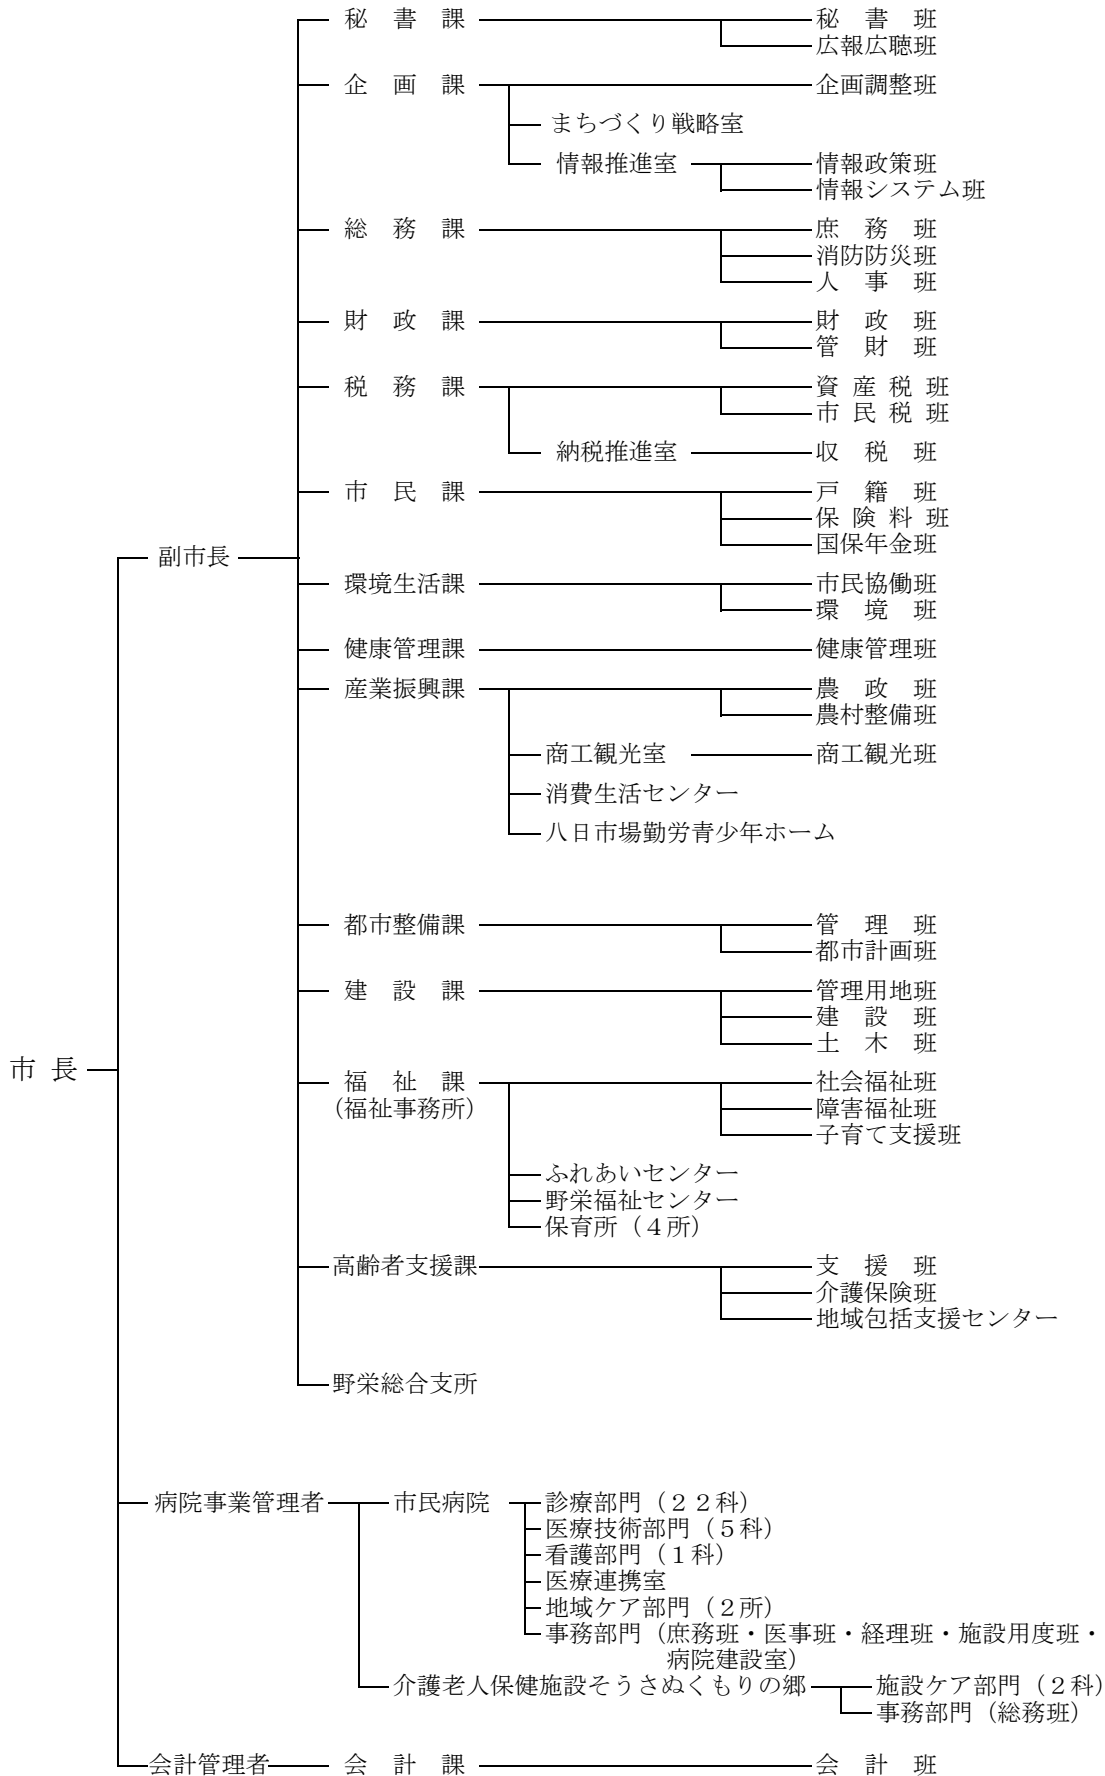 秘書課 秘書班
広報広聴班
企画課 企画調整班
まちづくり戦略室
情報推進室 情報政策班
情報システム班
総務課 庶務班
消防防災班
人事班
財政課 財政班
管財班
税務課 資産税班
市民税班
納税推進室 収税班
市民課 戸籍班
保険料班
国保年金班
副市長
環境生活課 市民協働班
環境班
健康管理課 健康管理班
産業振興課 農政班
農村整備班
商工観光室 商工観光班
消費生活センター
八日市場勤労青少年ホーム
都市整備課 管理班
都市計画班
建設課 管理用地班
建設班
土木班
市長
福祉課 社会福祉班
(福祉事務所) 障害福祉班
子育て支援班
ふれあいセンター
野栄福祉センター
保育所(4所)
高齢者支援課 支援班
介護保険班
地域包括支援センター
野栄総合支所
病院事業管理者 市民病院 診療部門(22科)
医療技術部門(5科)
看護部門(1科)
医療連携室
地域ケア部門(2所)
事務部門(庶務班・医事班・経理班・施設用度班・
病院建設室)
介護老人保健施設そうさぬくもりの郷 施設ケア部門(2科)
事務部門(総務班)
会計管理者 会計課 会計班